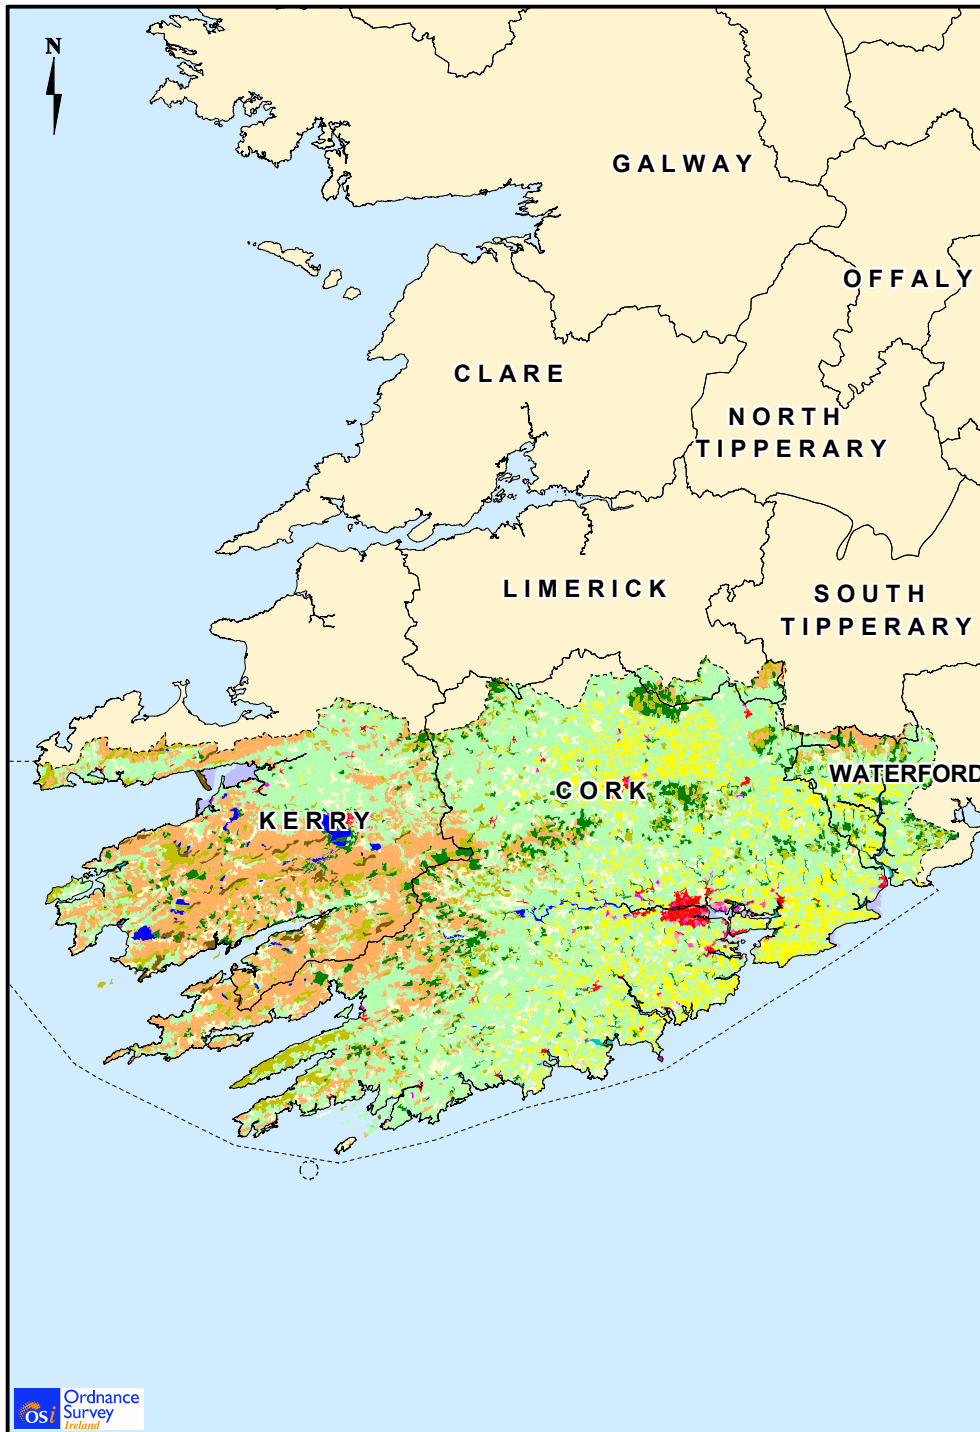 N
GALWAY
OFFALY
CLARE
NORTH
TIPPERARY
LIMERICK
SOUTH
TIPPERARY
WATERFORD
CORK
KERRY
osi
Ordnance
Survey
Ireland